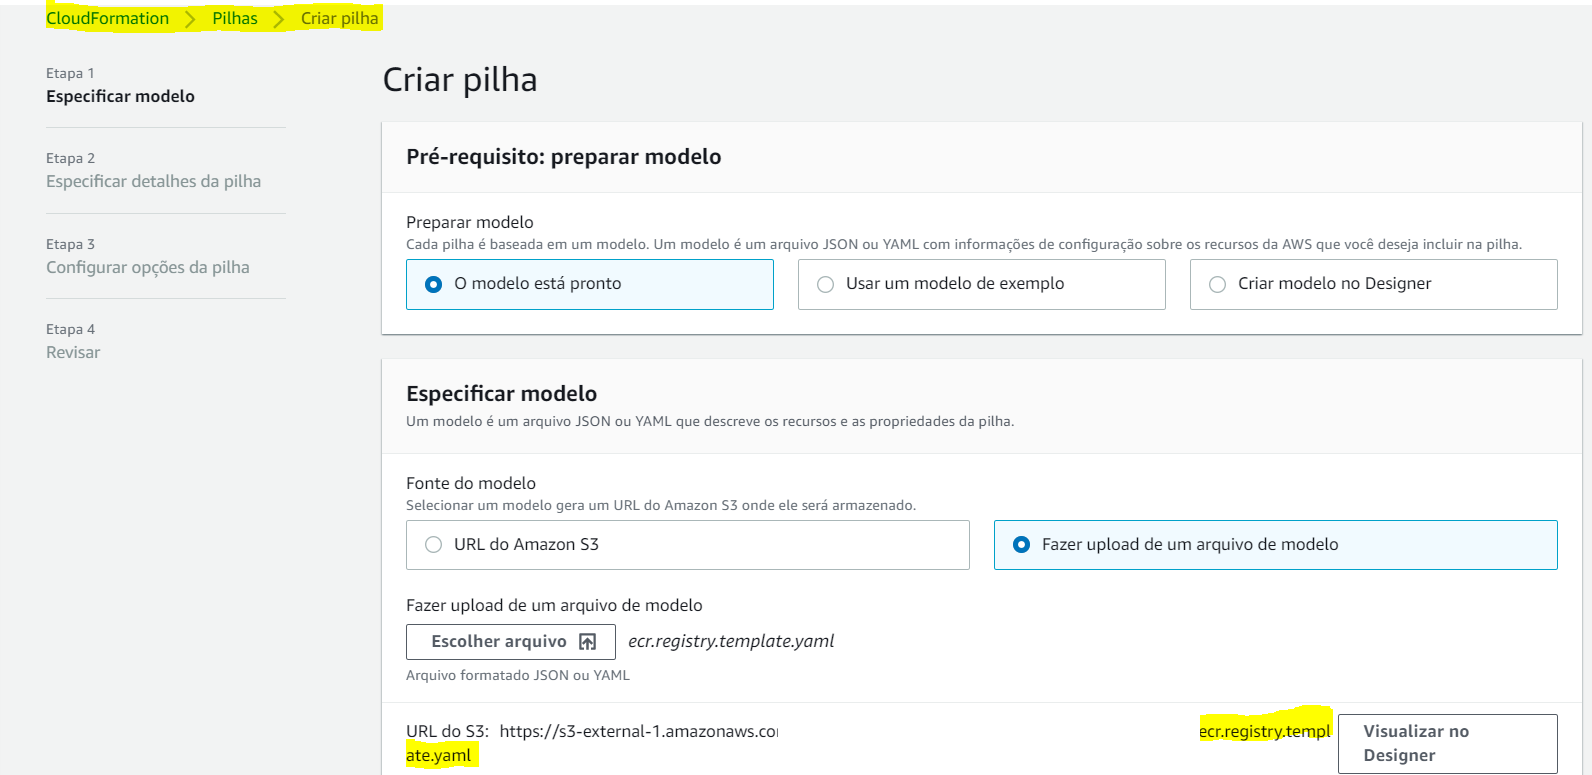 CloudFormation > Pilhas > Criar pilha
Etapa 1
Especificar modelo
Etapa 2
Especificar detalhes da pilha
Etapa 3
Configurar opções da pilha
Etapa 4
Revisar
Criar pilha
Pré-requisito: preparar modelo
Preparar modelo
Cada pilha é baseada em um modelo. Um modelo é um arquivo JSON ou YAML com informações de configuração sobre os recursos da AWS que você deseja incluir na pilha.
O modelo está pronto
Usar um modelo de exemplo
Criar modelo no Designer
Especificar modelo
Um modelo é um arquivo JSON ou YAML que descreve os recursos e as propriedades da pilha.
Fonte do modelo
Selecionar um modelo gera um URL do Amazon S3 onde ele será armazenado.
URL do Amazon S3
Fazer upload de um arquivo de modelo
Fazer upload de um arquivo de modelo
Escolher arquivo
ecr.registry.template.yaml
Arquivo formatado JSON ou YAML
URL do S3: https://s3-external-1.amazonaws.co ecr.registry.templ
ate.yaml
Visualizar no
Designer